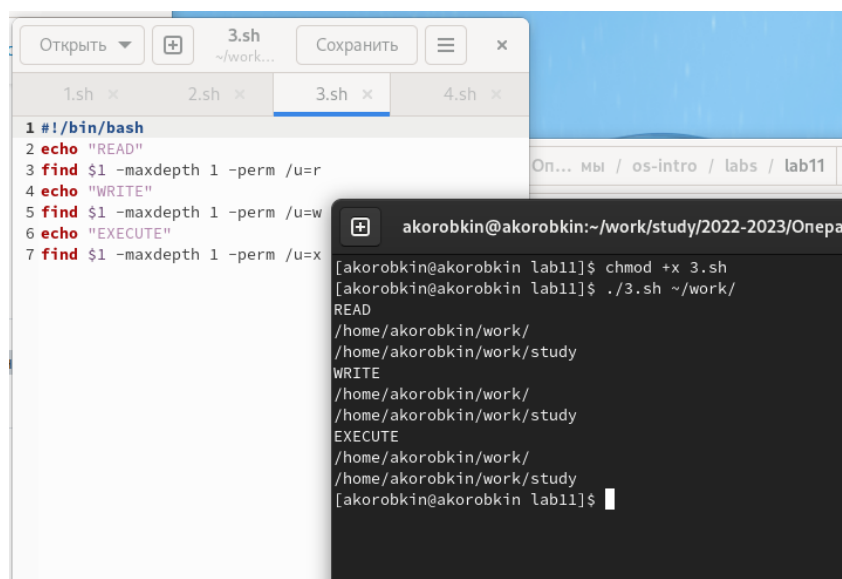 Открыть
3.sh
~/work...
Сохранить
1.sh × 2.sh × 3.sh × 4.sh ×
1 #!/bin/bash
2 echo "READ"
3 find $1 -maxdepth 1 -perm /u=r
4 echo "WRITE"
5 find $1 -maxdepth 1 -perm /u=w
6 echo "EXECUTE"
7 find $1 -maxdepth 1 -perm /u=x
Оп... мы / os-intro / labs / lab11
akorobkin@akorobkin:~/work/study/2022-2023/Опера
[akorobkin@akorobkin lab11]$ chmod +x 3.sh
[akorobkin@akorobkin lab11]$ ./3.sh ~/work/
READ
/home/akorobkin/work/
/home/akorobkin/work/study
WRITE
/home/akorobkin/work/
/home/akorobkin/work/study
EXECUTE
/home/akorobkin/work/
/home/akorobkin/work/study
[akorobkin@akorobkin lab11]$